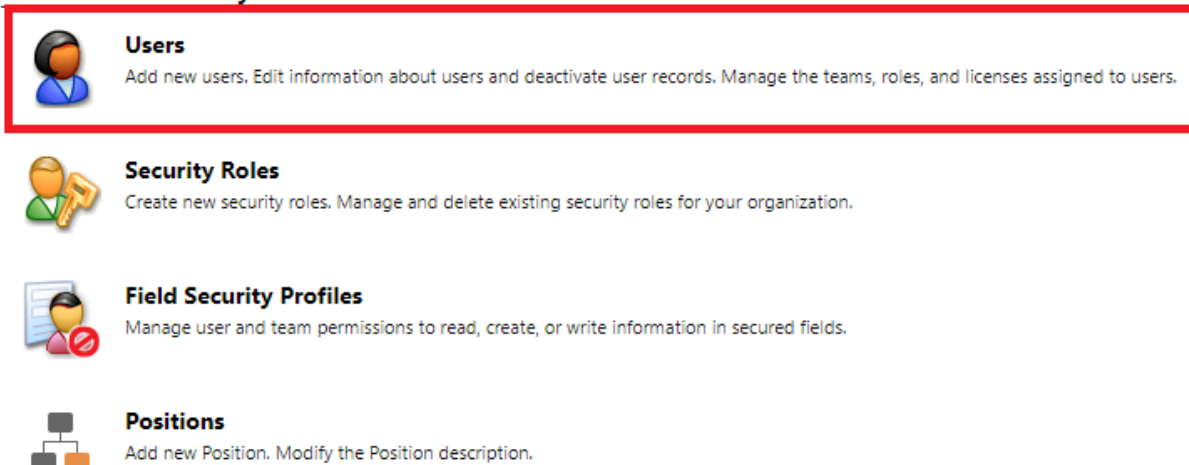 Users
Add new users. Edit information about users and deactivate user records. Manage the teams, roles, and licenses assigned to users.
Security Roles
Create new security roles. Manage and delete existing security roles for your organization.
Field Security Profiles
Manage user and team permissions to read, create, or write information in secured fields.
Positions
Add new Position. Modify the Position description.